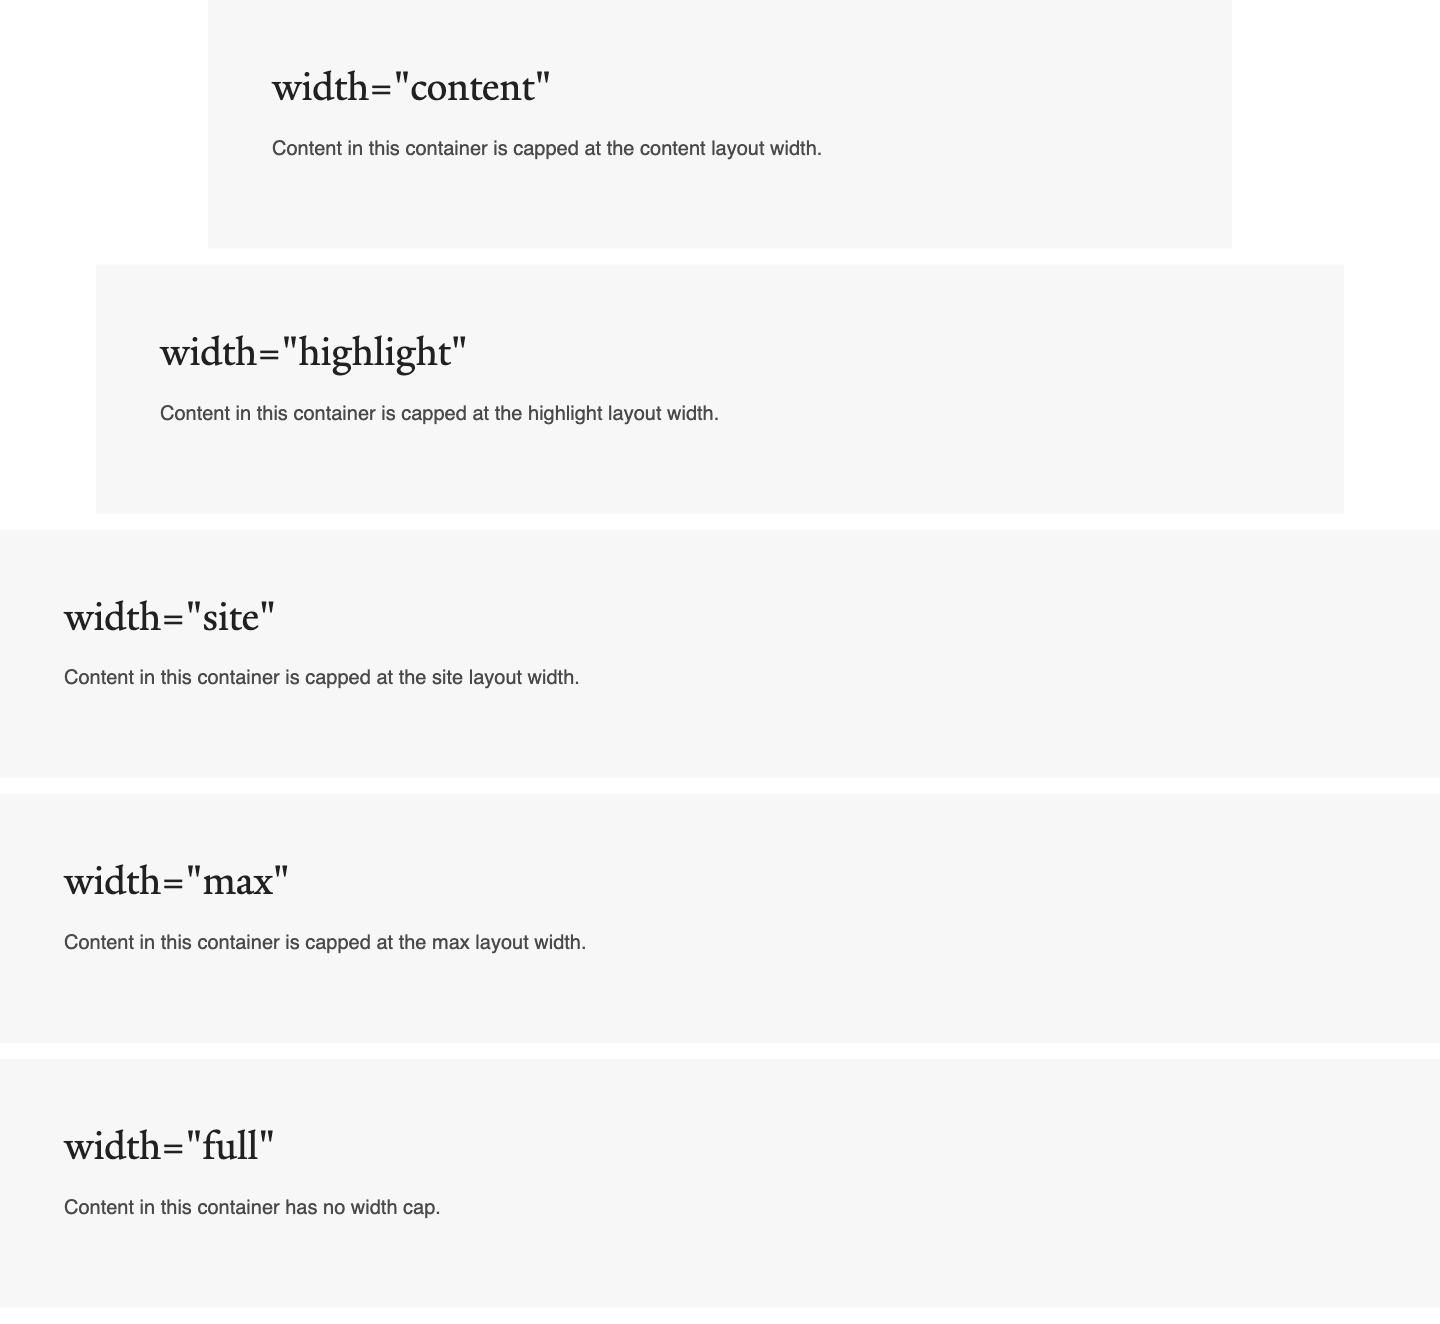 width="content"
Content in this container is capped at the content layout width.
width="highlight"
Content in this container is capped at the highlight layout width.
width="site"
Content in this container is capped at the site layout width.
width="max"
Content in this container is capped at the max layout width.
width="full"
Content in this container has no width cap.